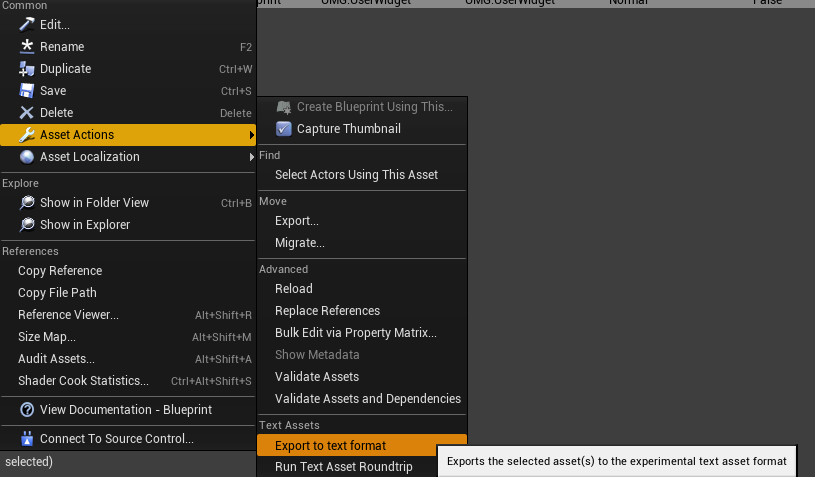 Common
print UMG.UserWidget UMG.UserWidget Normal False
Edit...
Rename F2
Duplicate Ctrl+W
Save Ctrl+S
Delete Delete
Asset Actions
Asset Localization
Explore
Show in Folder View Ctrl+B
Show in Explorer
References
Copy Reference
Copy File Path
Reference Viewer... Alt+Shift+R
Size Map... Alt+Shift+M
Audit Assets... Alt+Shift+A
Shader Cook Statistics... Ctrl+Alt+Shift+S
View Documentation - Blueprint
Connect To Source Control...
selected)
Create Blueprint Using This...
Capture Thumbnail
Find
Select Actors Using This Asset
Move
Export...
Migrate...
Advanced
Reload
Replace References
Bulk Edit via Property Matrix...
Show Metadata
Validate Assets
Validate Assets and Dependencies
Text Assets
Export to text format
Run Text Asset Roundtrip
Exports the selected asset(s) to the experimental text asset format